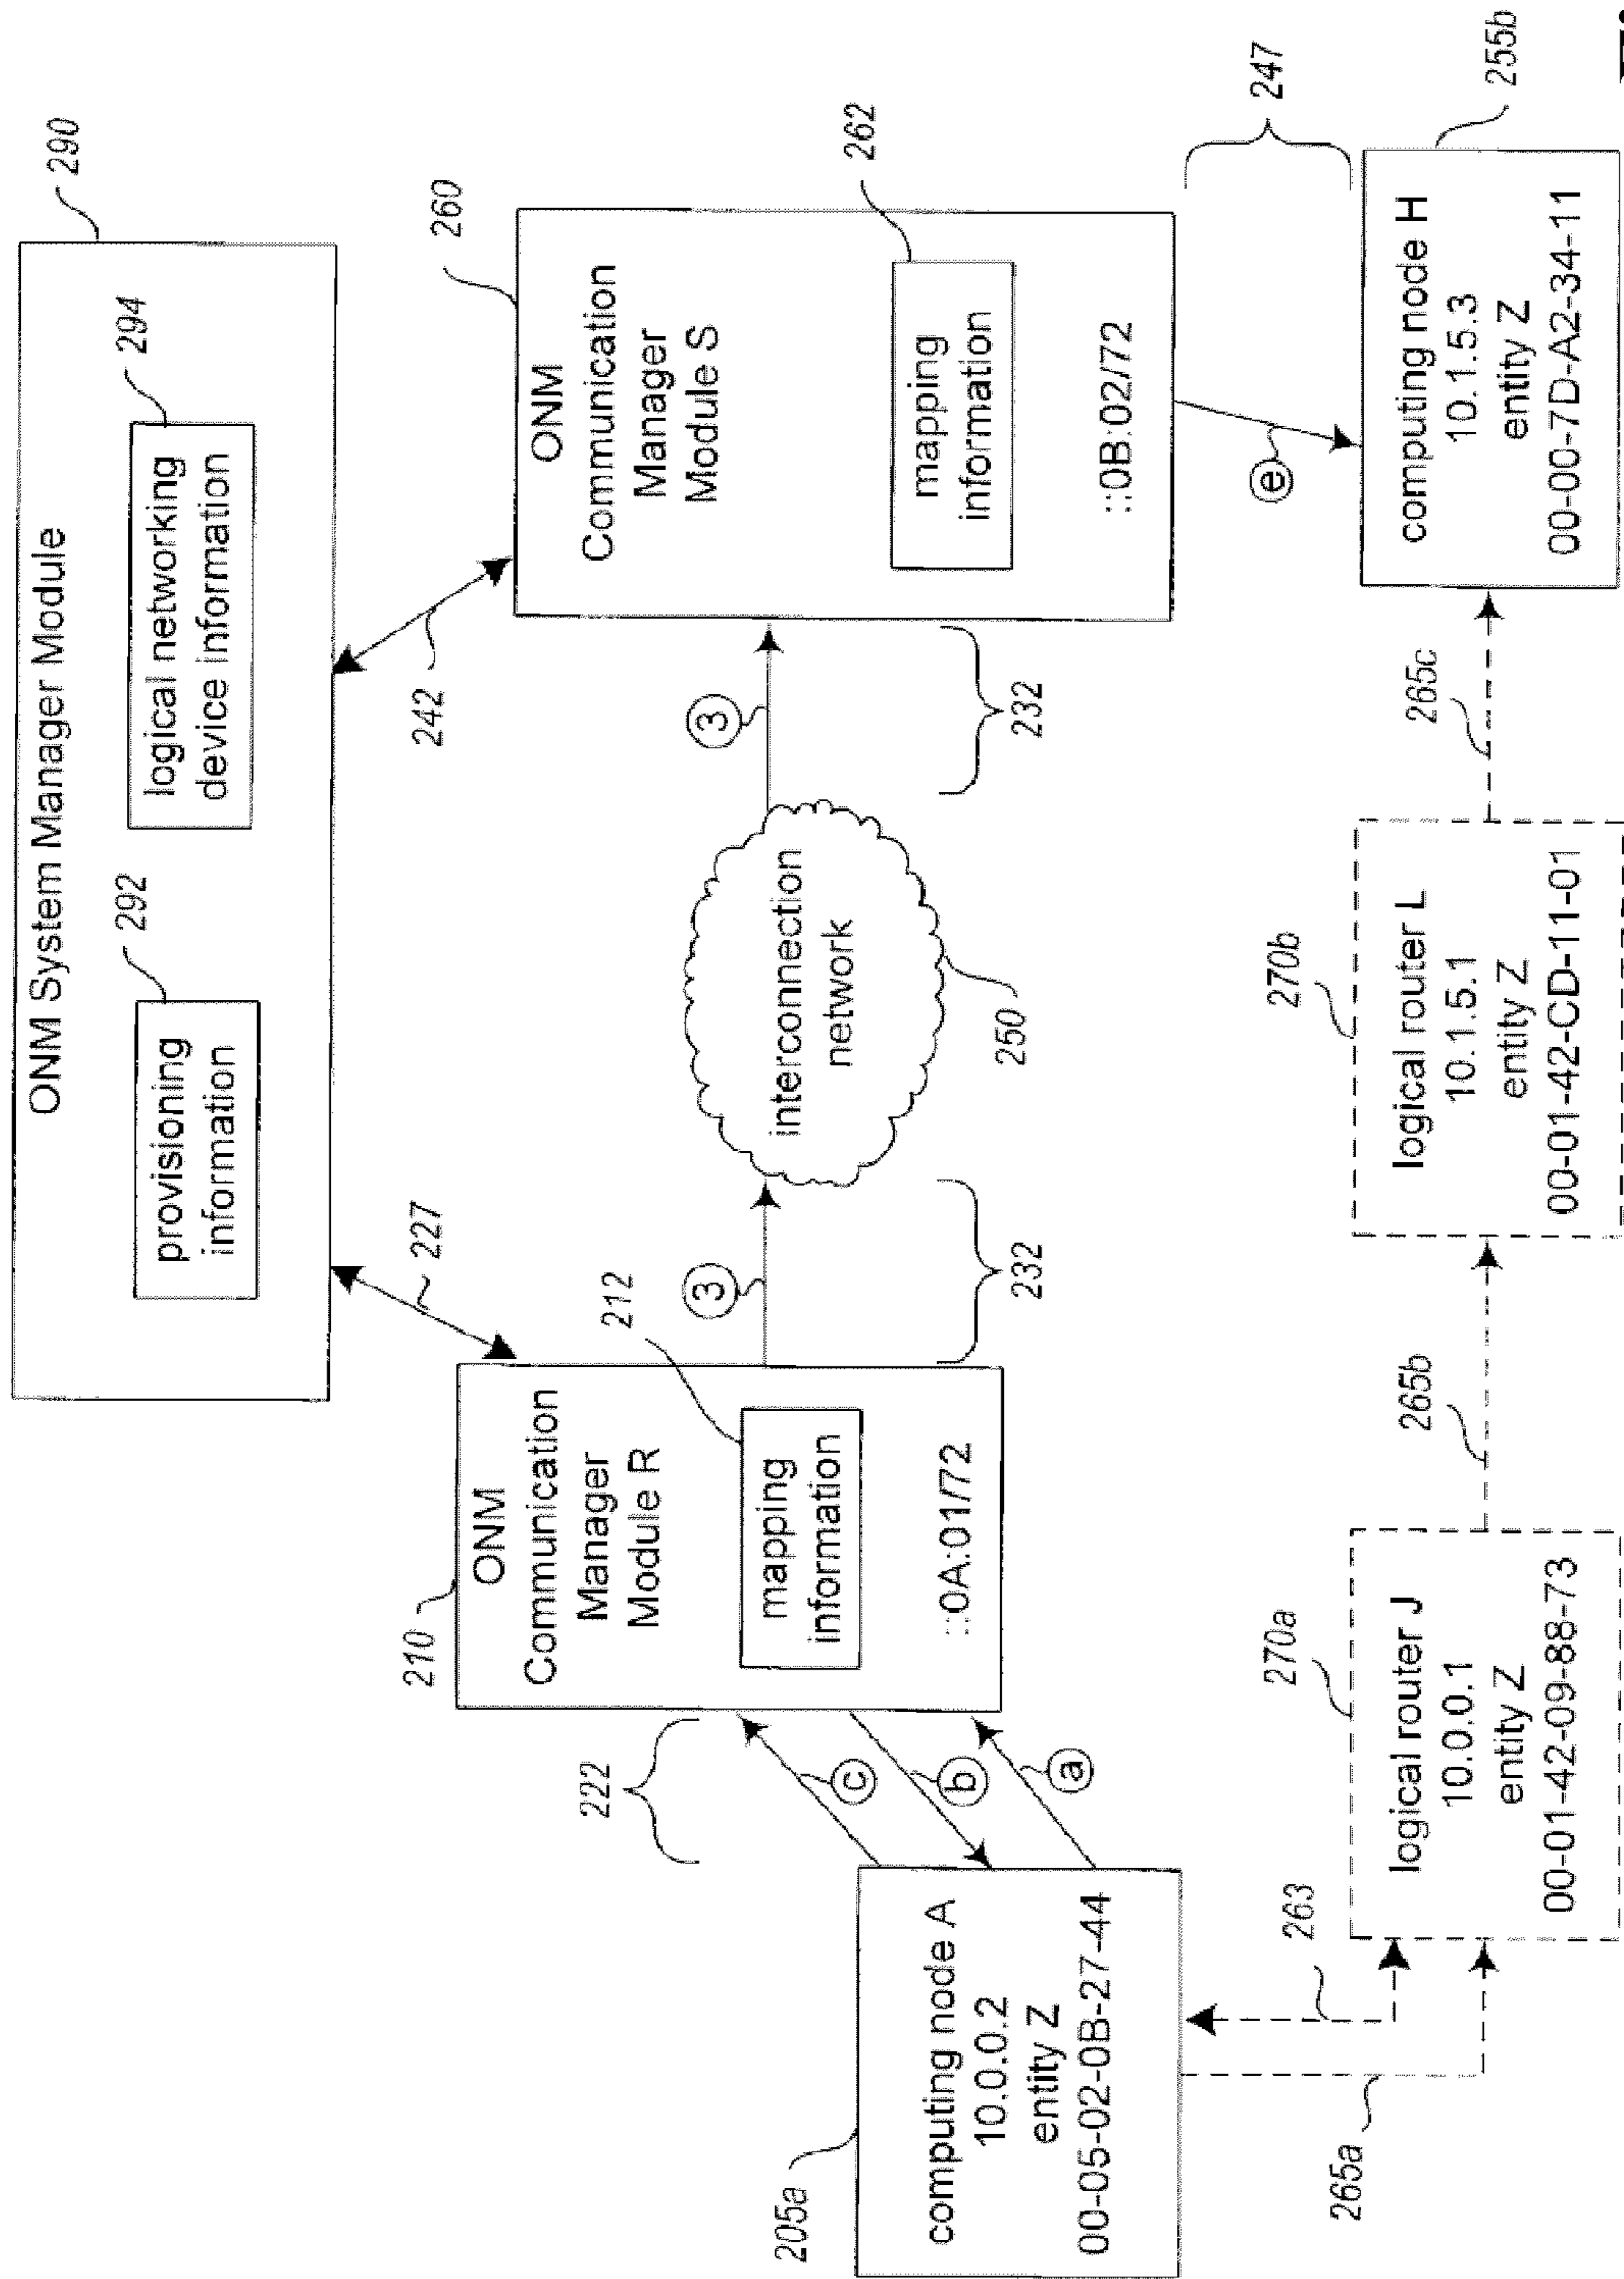 ONM System Manager Module
290
provisioning
information
292
logical networking
device information
294
227
242
210
ONM
Communication
Manager
Module R
mapping
information
212
::0A:01/72
260
ONM
Communication
Manager
Module S
mapping
information
262
::0B:02/72
3
232
interconnection
network
250
3
232
222
c
b
a
e
247
205a
computing node A
10.0.0.2
entity Z
00-05-02-0B-27-44
255b
computing node H
10.1.5.3
entity Z
00-00-7D-A2-34-11
263
265a
270a
logical router J
10.0.0.1
entity Z
00-01-42-09-88-73
265b
270b
logical router L
10.1.5.1
entity Z
00-01-42-CD-11-01
265c